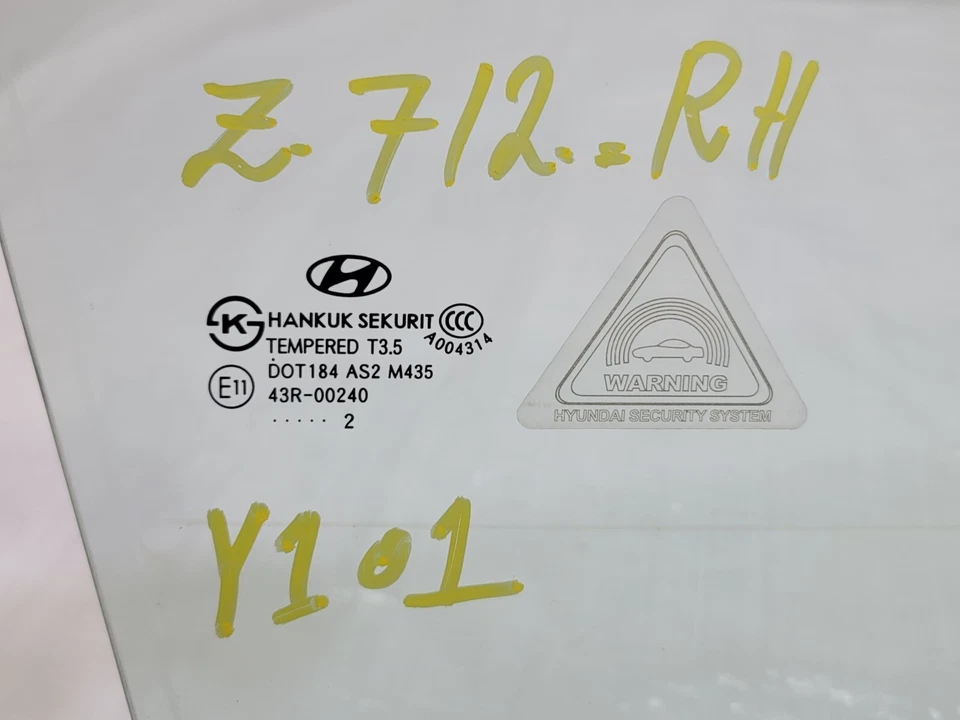 Z. 712.. RH
HANKUK SEKURIT CCC
TEMPERED T3.5 A004314
DOT184 AS2 M435
E11 43R-00240
..... 2
WARNING
HYUNDAI SECURITY SYSTEM
Y101